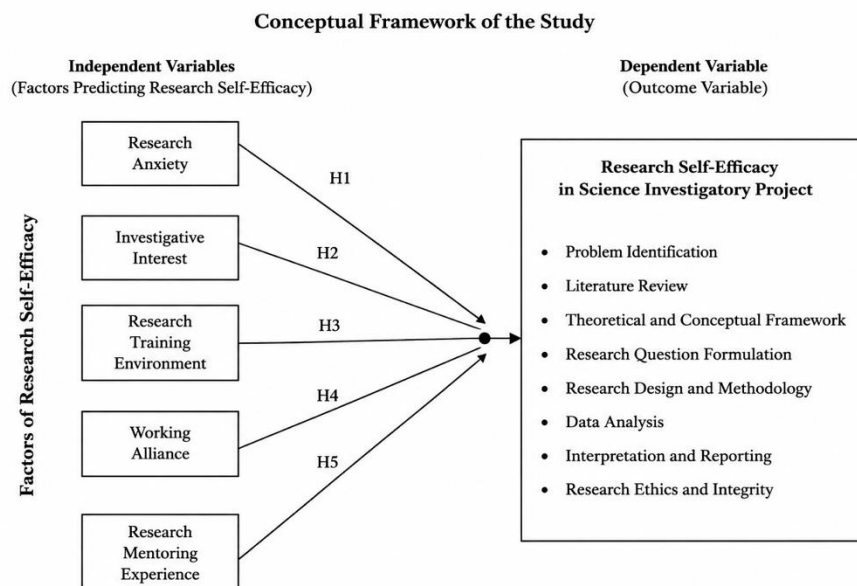 Conceptual Framework of the Study
Independent Variables
(Factors Predicting Research Self-Efficacy)
Dependent Variable
(Outcome Variable)
Factors of Research Self-Efficacy
Research
Anxiety
Investigative
Interest
Research
Training
Environment
Working
Alliance
Research
Mentoring
Experience
H1
H2
H3
H4
H5
Research Self-Efficacy
in Science Investigatory Project
• Problem Identification
• Literature Review
• Theoretical and Conceptual Framework
• Research Question Formulation
• Research Design and Methodology
• Data Analysis
• Interpretation and Reporting
• Research Ethics and Integrity